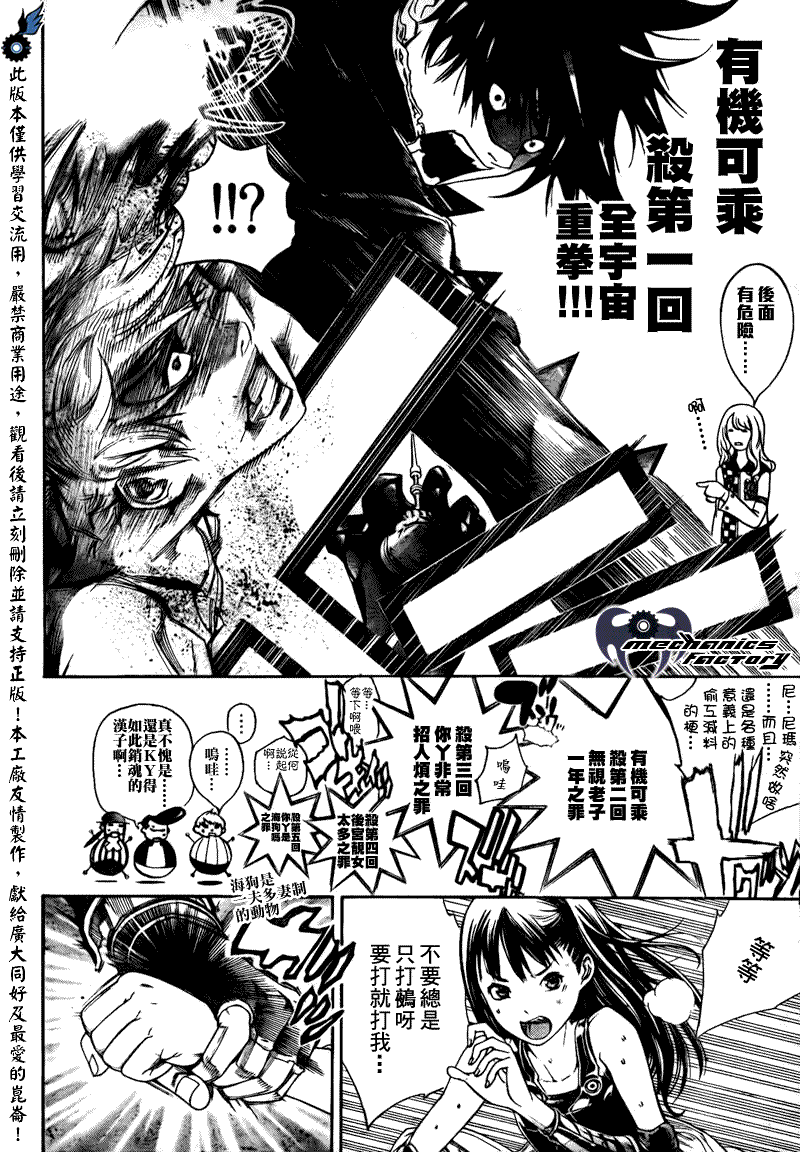 有機可乘
殺第一回
全宇宙
重拳!!!
!!?
後面
有危險……
啊
mechanics
factory
尼…尼瑪突然改啥
……而且…
還是各種
意義上的
偷工減料
的梗…
有機可乘
殺第二回
無視老子
一年之罪
嗚哇
殺第三回
你丫非常
招人煩之罪
等…
等下啊喂
殺第四回
後宮靚女
太多之罪
從何
說起
啊…
殺第五回
你丫是
海狗嗎
之罪
海狗是
一夫多妻制
的動物
…
…
嗚哇…
真不愧是…
還是KY得
如此銷魂的
漢子啊…
等等
不要總是
只打鵺呀
要打就打
我…
此版本僅供學習交流用，嚴禁商業用途，觀看後請立刻刪除並請支持正版！本工廠友情製作，獻給廣大同好及最愛的崑崙！